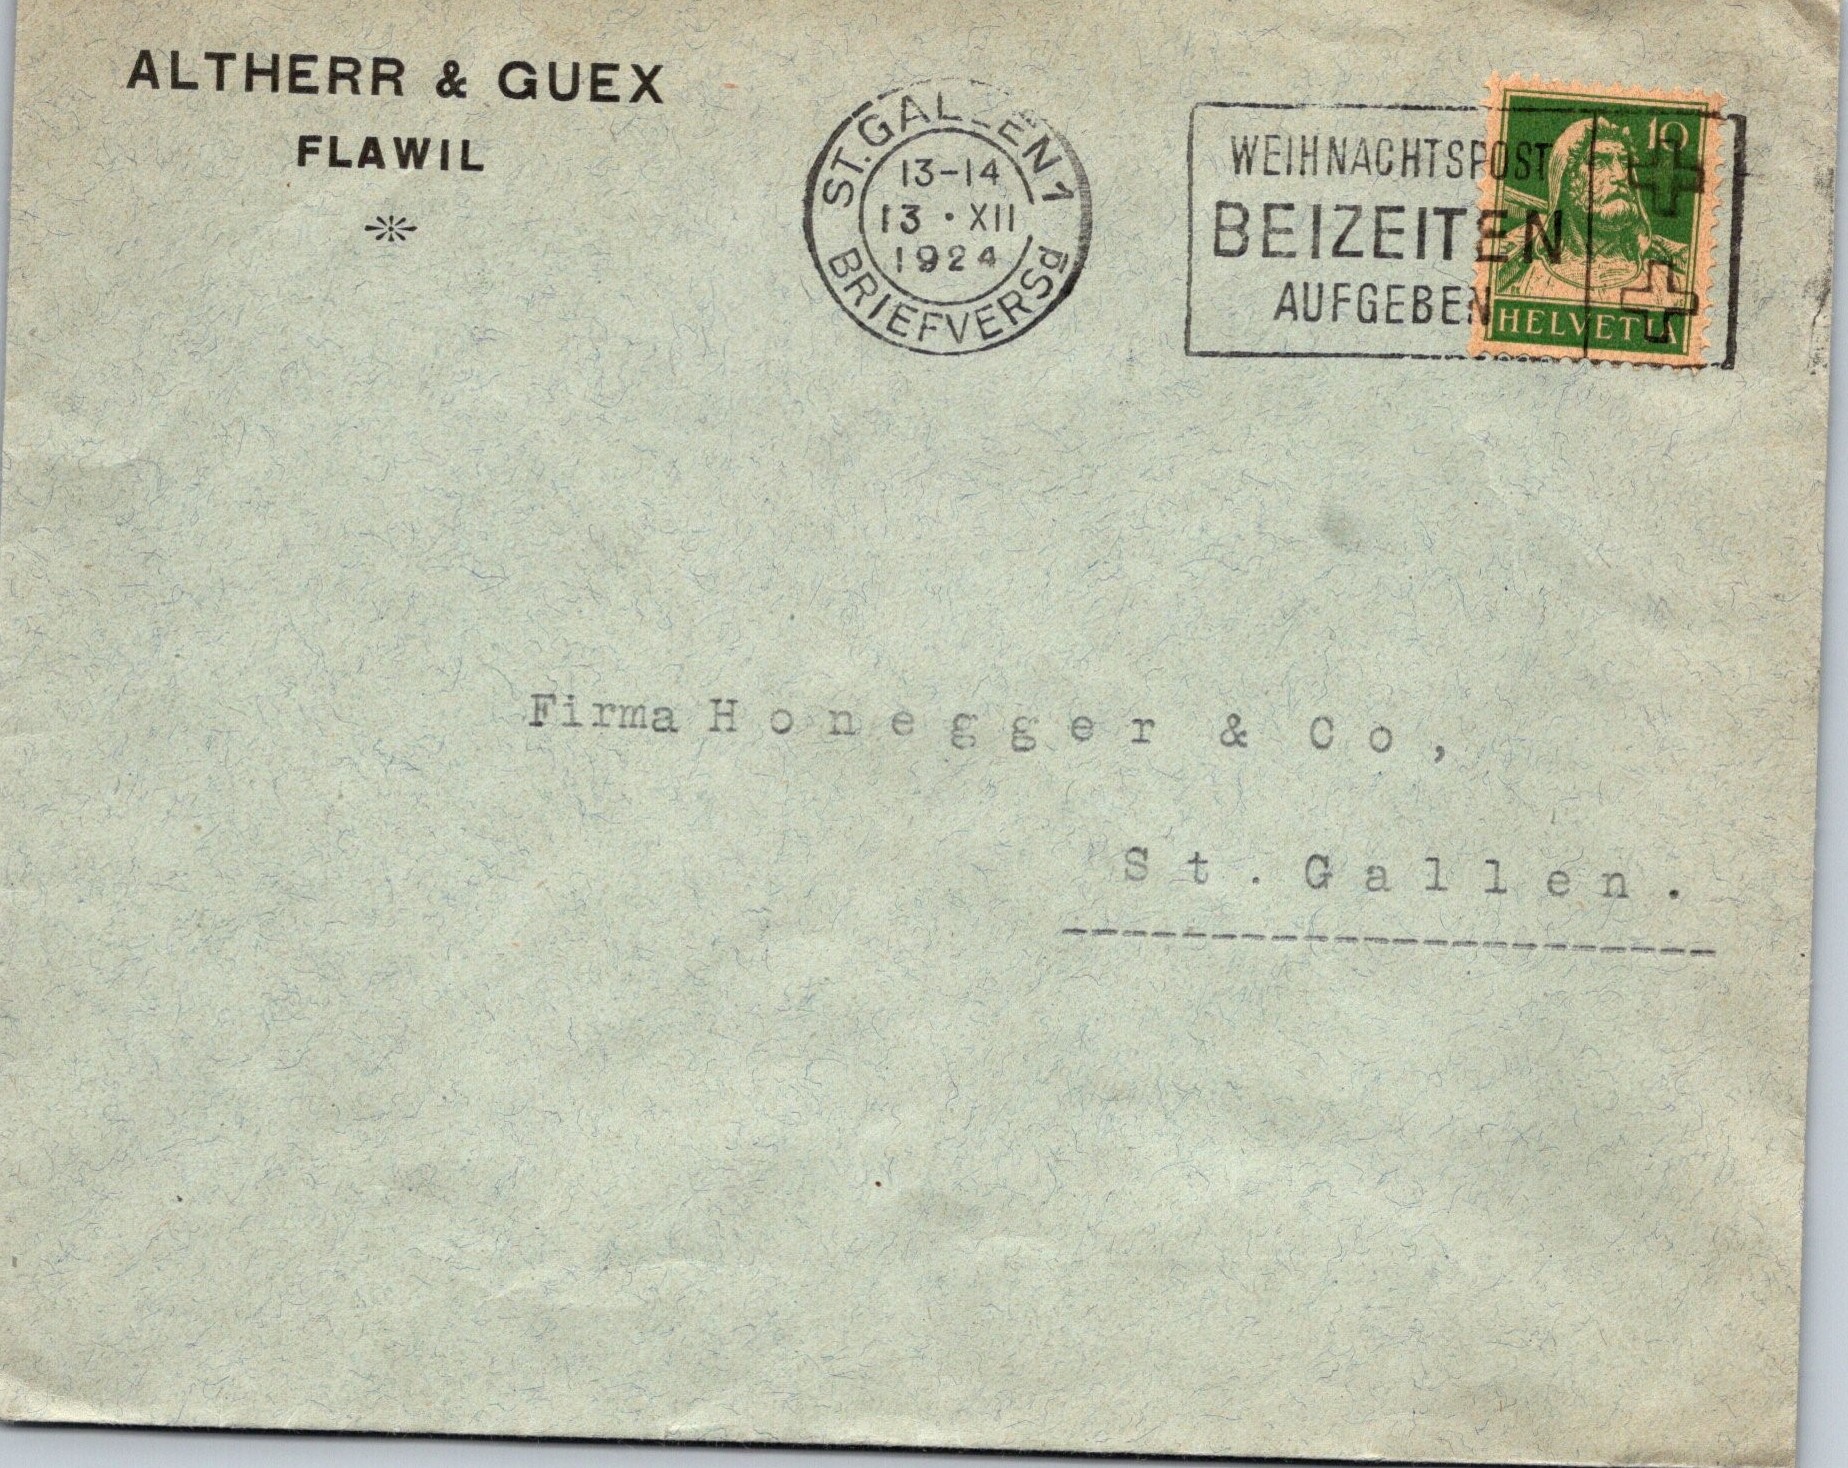 ALTHERR & GUEX
FLAWIL
ST. GALLEN 1
13-14
13 · XII
1924
BRIEFVERSd
WEIHNACHTSPOST
BEIZEITEN
AUFGEBEN
10
HELVETIA
Firma Honegger & Co,
St. Gallen.